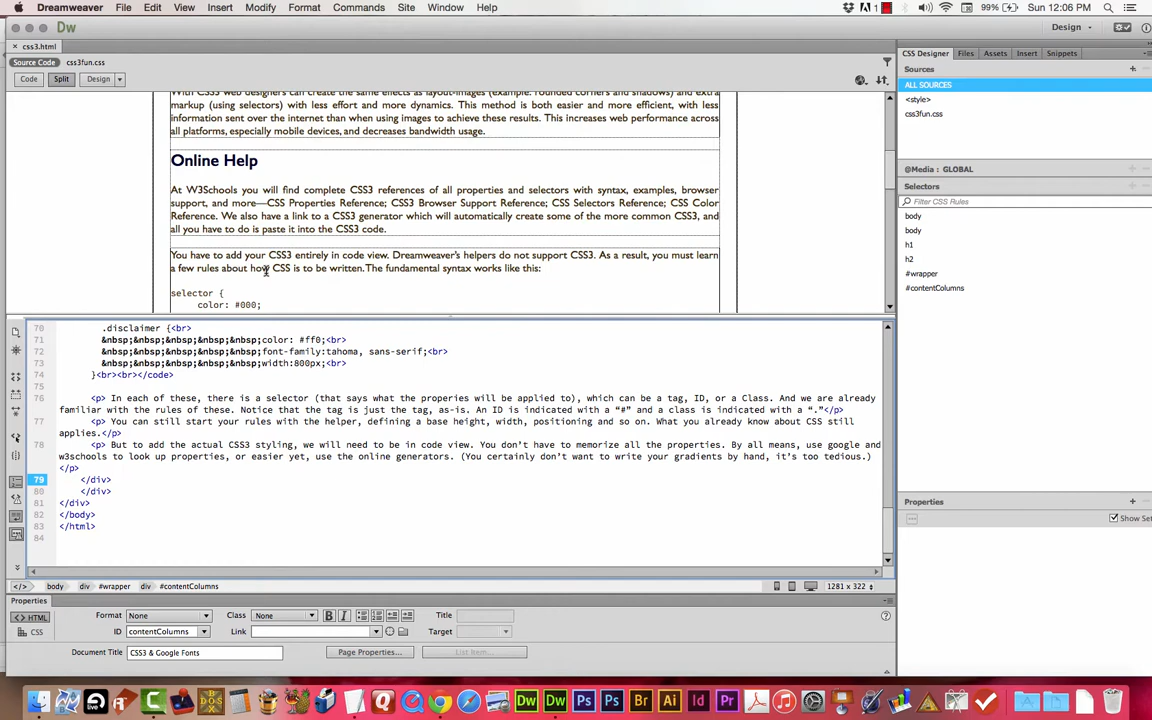 Dreamweaver File Edit View Insert Modify Format Commands Site Window Help 1 99% Sun 12:06 PM
Dw Design
× css3.html
Source Code css3fun.css
Code Split Design
With CSS3 web designers can create the same effects as layout-images (example: rounded corners and shadows) and extra
markup (using selectors) with less effort and more dynamics. This method is both easier and more efficient, with less
information sent over the internet than when using images to achieve these results. This increases web performance across
all platforms, especially mobile devices, and decreases bandwidth usage.
Online Help
At W3Schools you will find complete CSS3 references of all properties and selectors with syntax, examples, browser
support, and more—CSS Properties Reference; CSS3 Browser Support Reference; CSS Selectors Reference; CSS Color
Reference. We also have a link to a CSS3 generator which will automatically create some of the more common CSS3, and
all you have to do is paste it into the CSS3 code.
You have to add your CSS3 entirely in code view. Dreamweaver's helpers do not support CSS3. As a result, you must learn
a few rules about how CSS is to be written. The fundamental syntax works like this:
selector {
color: #000;
70 .disclaimer {<br>
71 &nbsp;&nbsp;&nbsp;&nbsp;&nbsp;color: #ff0;<br>
72 &nbsp;&nbsp;&nbsp;&nbsp;&nbsp;font-family:tahoma, sans-serif;<br>
73 &nbsp;&nbsp;&nbsp;&nbsp;&nbsp;width:800px;<br>
74 }<br><br></code>
75
76 <p> In each of these, there is a selector (that says what the properies will be applied to), which can be a tag, ID, or a Class. And we are already
familiar with the rules of these. Notice that the tag is just the tag, as-is. An ID is indicated with a “#” and a class is indicated with a “.”</p>
77 <p> You can still start your rules with the helper, defining a base height, width, positioning and so on. What you already know about CSS still
applies.</p>
78 <p> But to add the actual CSS3 styling, we will need to be in code view. You don’t have to memorize all the properties. By all means, use google and
w3schools to look up properties, or easier yet, use the online generators. (You certainly don’t want to write your gradients by hand, it’s too tedious.)
</p>
79 </div>
80 </div>
81 </div>
82 </body>
83 </html>
84
</> body div #wrapper div #contentColumns 1281 x 322
Properties
<> HTML Format None Class None B I Title
CSS ID contentColumns Link Target
Document Title CSS3 & Google Fonts Page Properties... List Item...
CSS Designer Files Assets Insert Snippets
Sources
ALL SOURCES
<style>
css3fun.css
@Media : GLOBAL
Selectors
Filter CSS Rules
body
body
h1
h2
#wrapper
#contentColumns
Properties
Show Set
Dw Dw Ps Ps Br Ai Id Pr